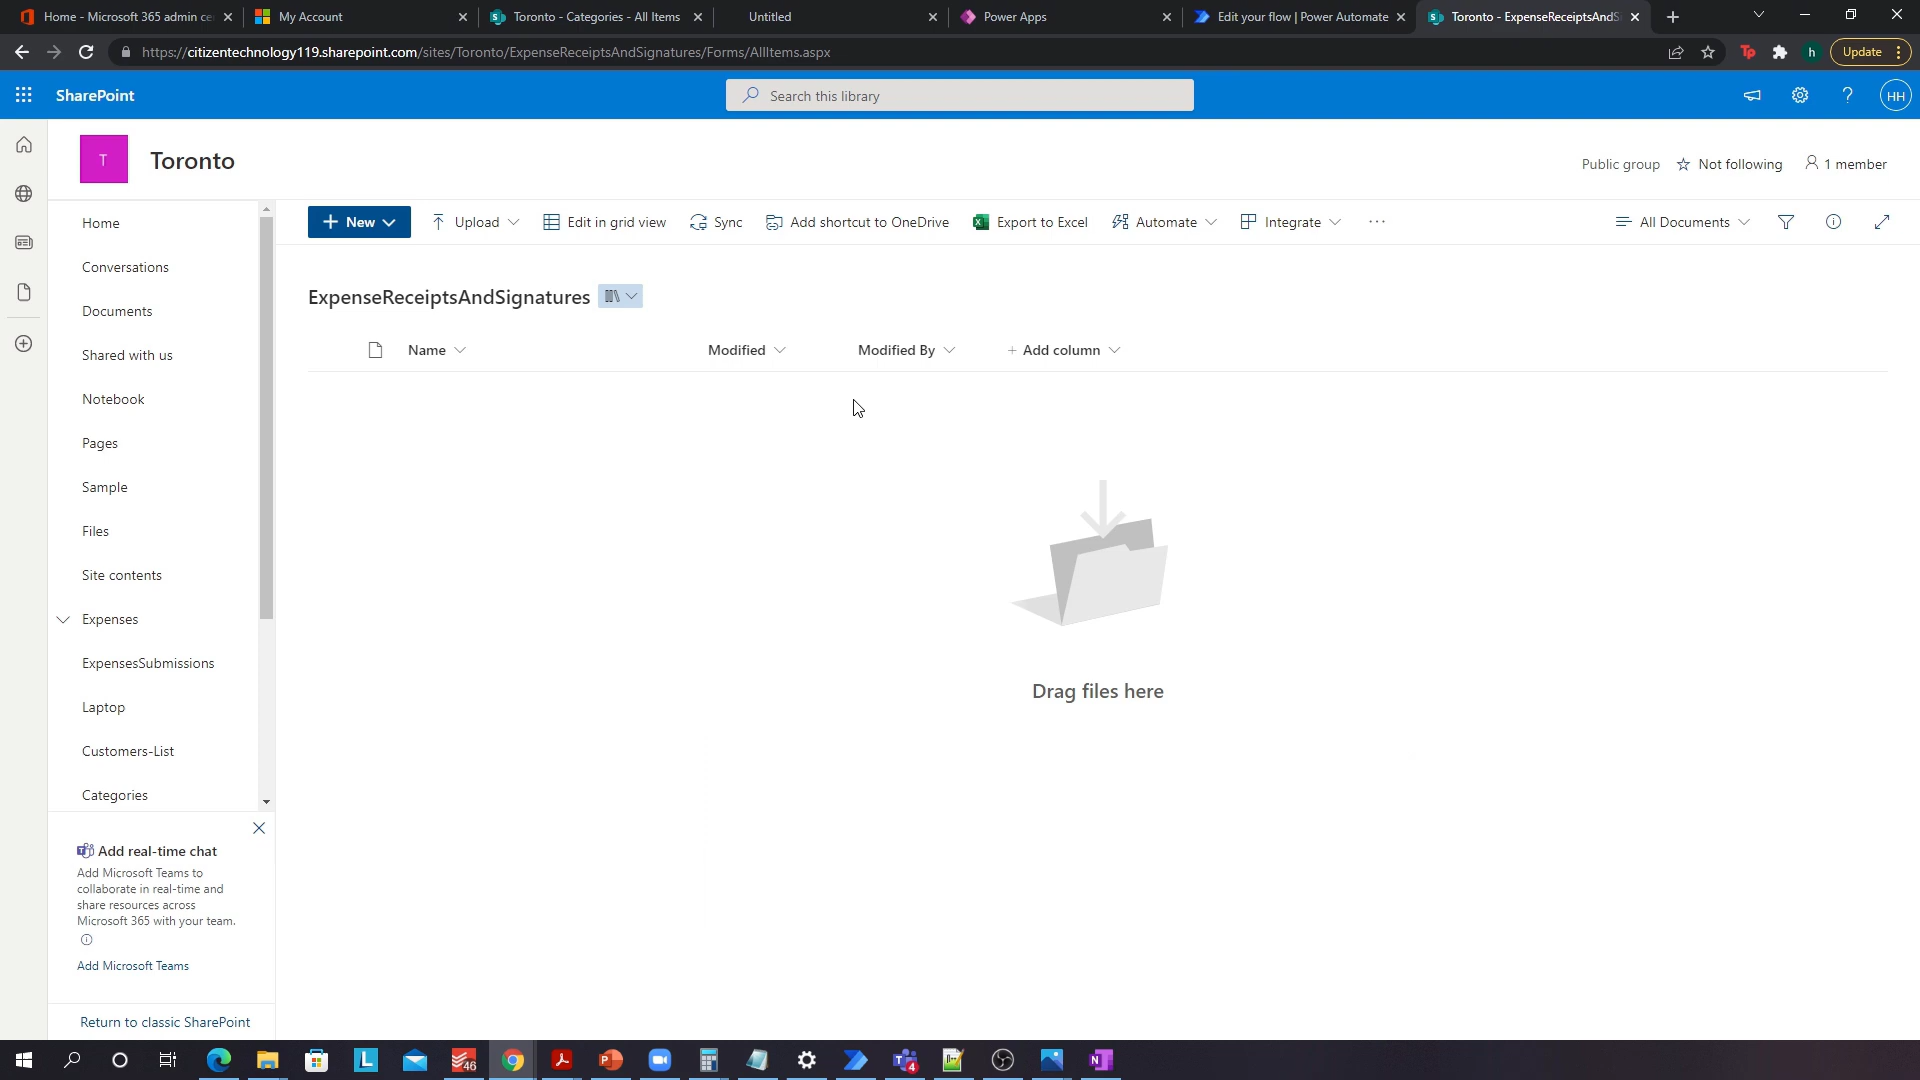 Home - Microsoft 365 admin ce
My Account
Toronto - Categories - All Items
Untitled
Power Apps
Edit your flow | Power Automate
Toronto - ExpenseReceiptsAndS
https://citizentechnology119.sharepoint.com/sites/Toronto/ExpenseReceiptsAndSignatures/Forms/AllItems.aspx
Tp
h
Update
SharePoint
Search this library
HH
T
Toronto
Public group
Not following
1 member
Home
Conversations
Documents
Shared with us
Notebook
Pages
Sample
Files
Site contents
Expenses
ExpensesSubmissions
Laptop
Customers-List
Categories
New
Upload
Edit in grid view
Sync
Add shortcut to OneDrive
Export to Excel
Automate
Integrate
All Documents
ExpenseReceiptsAndSignatures
Name
Modified
Modified By
Add column
Drag files here
Add real-time chat
Add Microsoft Teams to
collaborate in real-time and
share resources across
Microsoft 365 with your team.
Add Microsoft Teams
Return to classic SharePoint
L
46
4
N